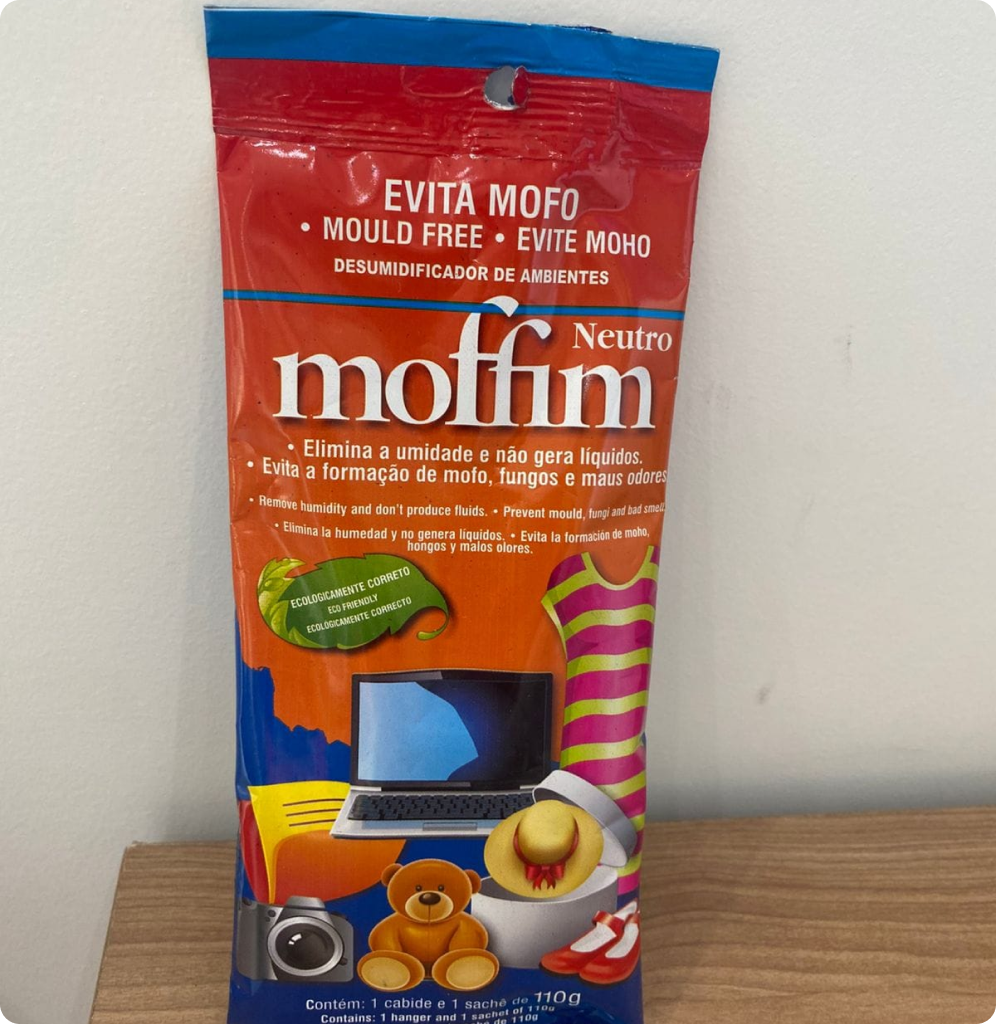 EVITA MOFO
• MOULD FREE • EVITE MOHO
DESUMIDIFICADOR DE AMBIENTES
Neutro
moffim
• Elimina a umidade e não gera líquidos.
• Evita a formação de mofo, fungos e maus odores
• Remove humidity and don't produce fluids. • Prevent mould, fungi and bad smell.
• Elimina la humedad y no genera líquidos. • Evita la formación de moho,
hongos y malos olores.
ECOLOGICAMENTE CORRETO
ECO FRIENDLY
ECOLÓGICAMENTE CORRECTO
Contém: 1 cabide e 1 sachê de 110g
Contains: 1 hanger and 1 sachet of 110g
de 110g